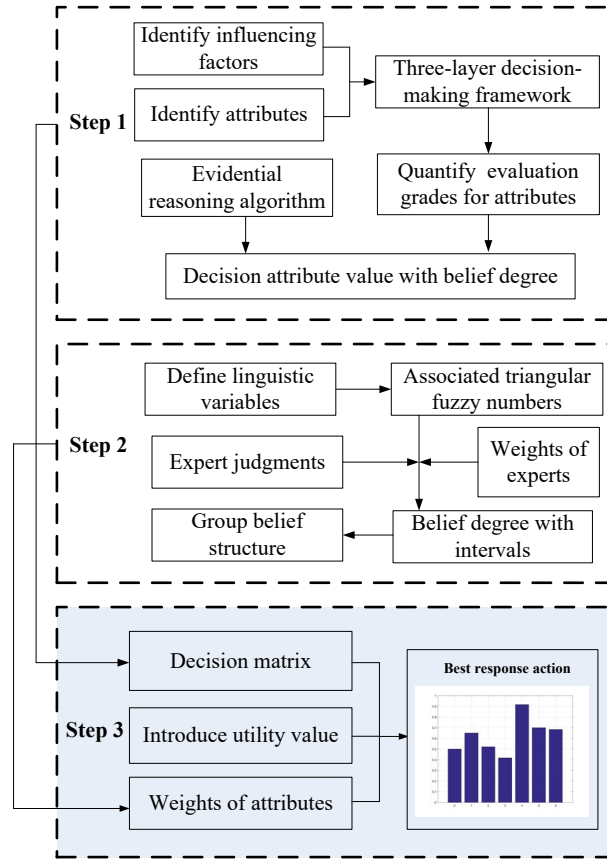 Identify influencing
factors
Identify attributes
Three-layer decision-
making framework
Step 1
Evidential
reasoning algorithm
Quantify evaluation
grades for attributes
Decision attribute value with belief degree
Define linguistic
variables
Associated triangular
fuzzy numbers
Step 2
Expert judgments
Weights of
experts
Group belief
structure
Belief degree with
intervals
Decision matrix
Step 3
Introduce utility value
Weights of attributes
Best response action